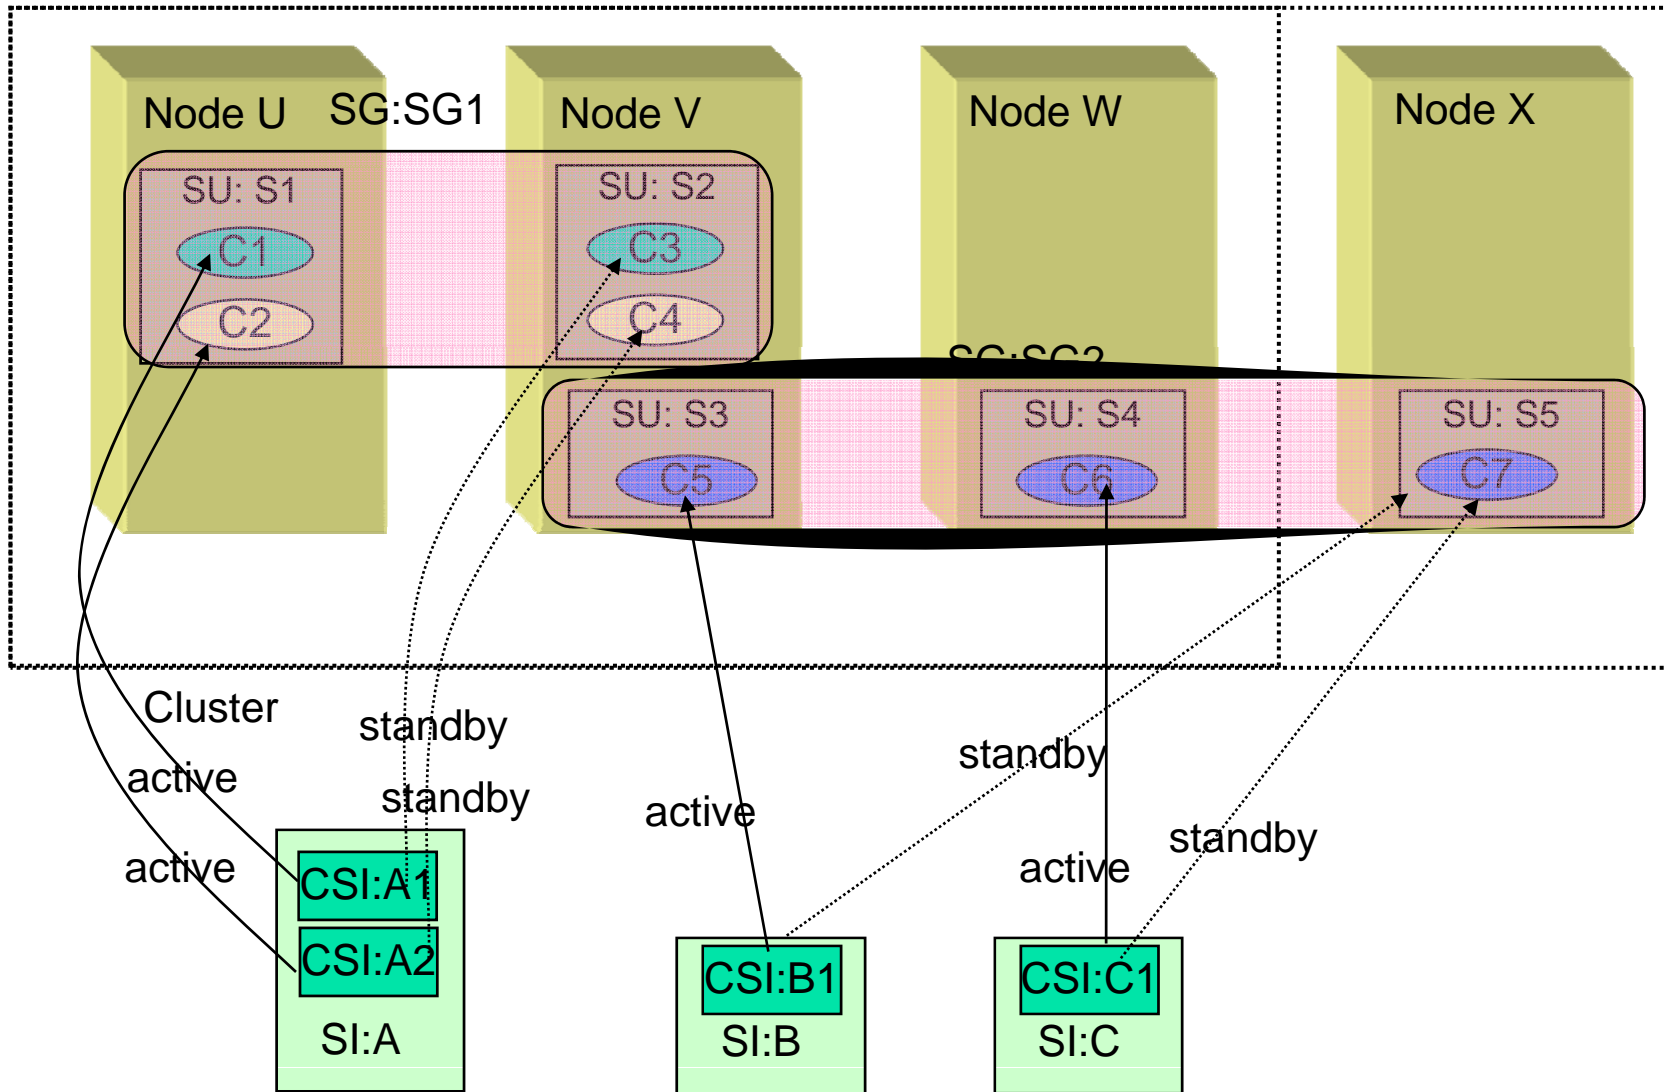 Node U
SG:SG1
Node V
Node W
Node X
SU: S1
SU: S2
C1
C3
C2
C4
SG:SG2
SU: S3
SU: S4
SU: S5
C5
C6
C7
Cluster
standby
active
standby
standby
active
standby
active
active
CSI:A1
CSI:A2
CSI:B1
CSI:C1
SI:A
SI:B
SI:C